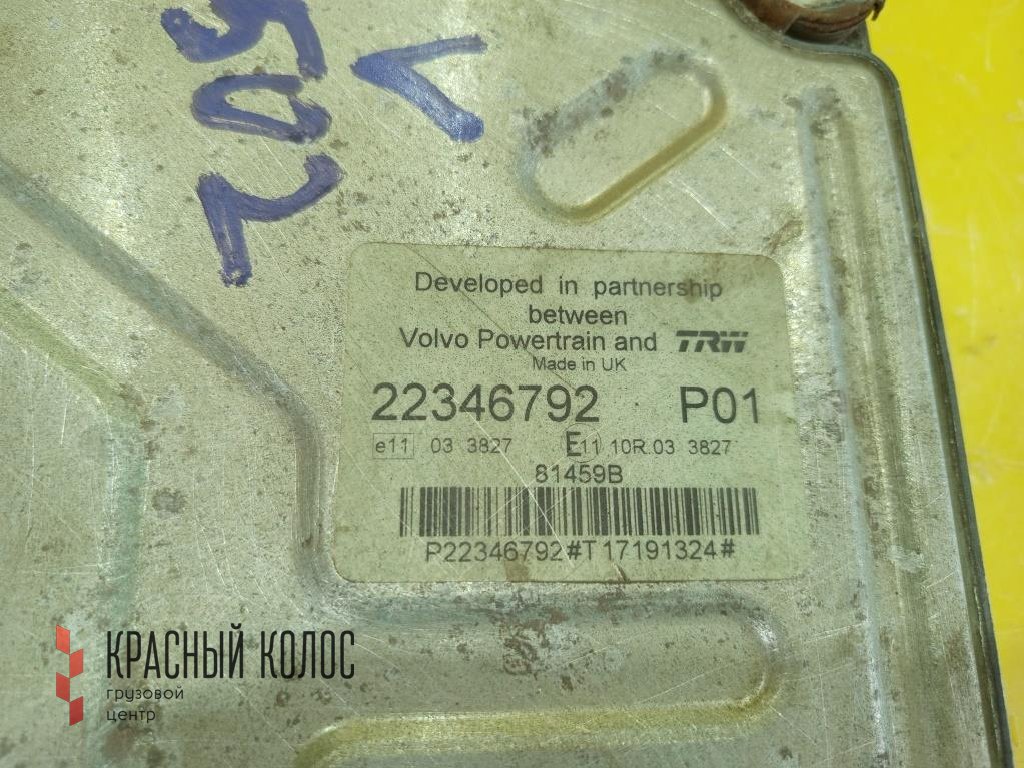 502
Developed in partnership
between
Volvo Powertrain and TRW
Made in UK
22346792 P01
e11 03 3827 E11 10R.03 3827
81459B
P22346792#T17191324#
КРАСНЫЙ КОЛОС
грузовой
центр